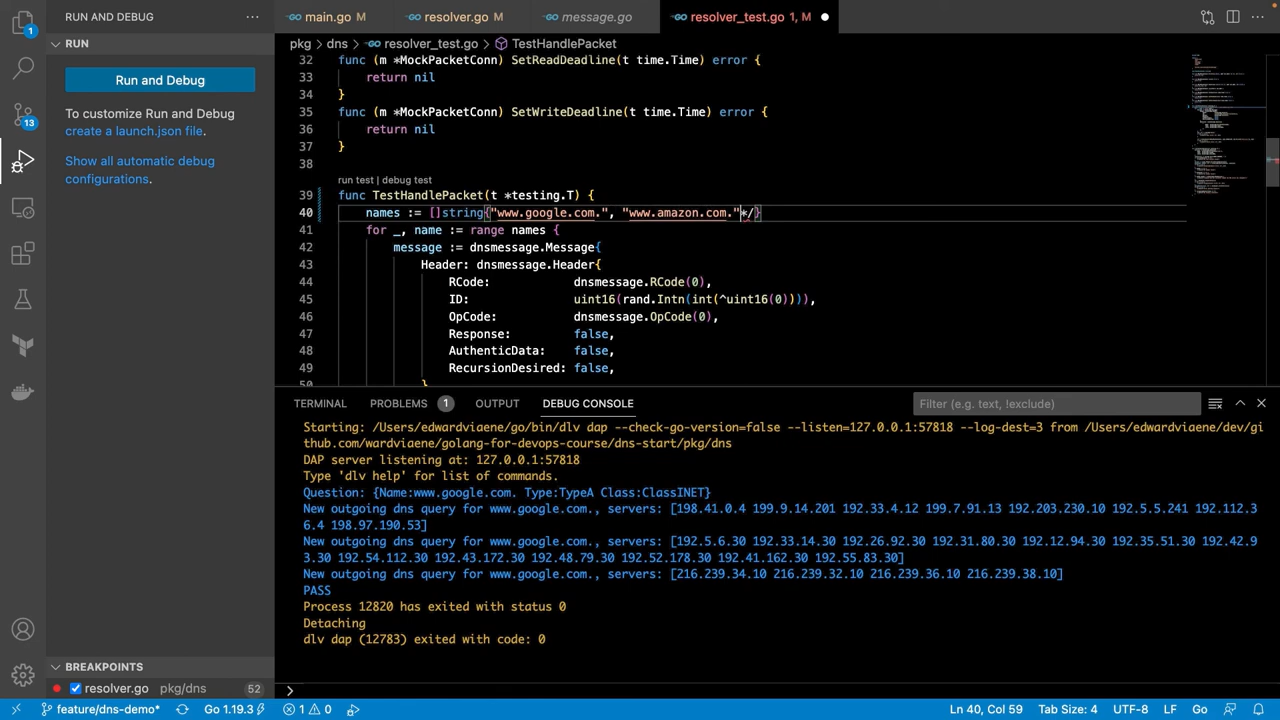 RUN AND DEBUG
main.go M
resolver.go M
message.go
resolver_test.go 1, M
1
RUN
Run and Debug
To customize Run and Debug
create a launch.json file.
Show all automatic debug
configurations.
13
pkg > dns > resolver_test.go > TestHandlePacket
32 func (m *MockPacketConn) SetReadDeadline(t time.Time) error {
33 return nil
34 }
35 func (m *MockPacketConn) SetWriteDeadline(t time.Time) error {
36 return nil
37 }
38
run test | debug test
39 func TestHandlePacket(t *testing.T) {
40 names := []string{"www.google.com.", "www.amazon.com."*/}
41 for _, name := range names {
42 message := dnsmessage.Message{
43 Header: dnsmessage.Header{
44 RCode: dnsmessage.RCode(0),
45 ID: uint16(rand.Intn(int(^uint16(0)))),
46 OpCode: dnsmessage.OpCode(0),
47 Response: false,
48 AuthenticData: false,
49 RecursionDesired: false,
50 }
TERMINAL PROBLEMS 1 OUTPUT DEBUG CONSOLE
Filter (e.g. text, !exclude)
Starting: /Users/edwardviaene/go/bin/dlv dap --check-go-version=false --listen=127.0.0.1:57818 --log-dest=3 from /Users/edwardviaene/dev/gi
thub.com/wardviaene/golang-for-devops-course/dns-start/pkg/dns
DAP server listening at: 127.0.0.1:57818
Type 'dlv help' for list of commands.
Question: {Name:www.google.com. Type:TypeA Class:ClassINET}
New outgoing dns query for www.google.com., servers: [198.41.0.4 199.9.14.201 192.33.4.12 199.7.91.13 192.203.230.10 192.5.5.241 192.112.3
6.4 198.97.190.53]
New outgoing dns query for www.google.com., servers: [192.5.6.30 192.33.14.30 192.26.92.30 192.31.80.30 192.12.94.30 192.35.51.30 192.42.9
3.30 192.54.112.30 192.43.172.30 192.48.79.30 192.52.178.30 192.41.162.30 192.55.83.30]
New outgoing dns query for www.google.com., servers: [216.239.34.10 216.239.32.10 216.239.36.10 216.239.38.10]
PASS
Process 12820 has exited with status 0
Detaching
dlv dap (12783) exited with code: 0
BREAKPOINTS
resolver.go pkg/dns 52
feature/dns-demo* Go 1.19.3 1 0
Ln 40, Col 59 Tab Size: 4 UTF-8 LF Go